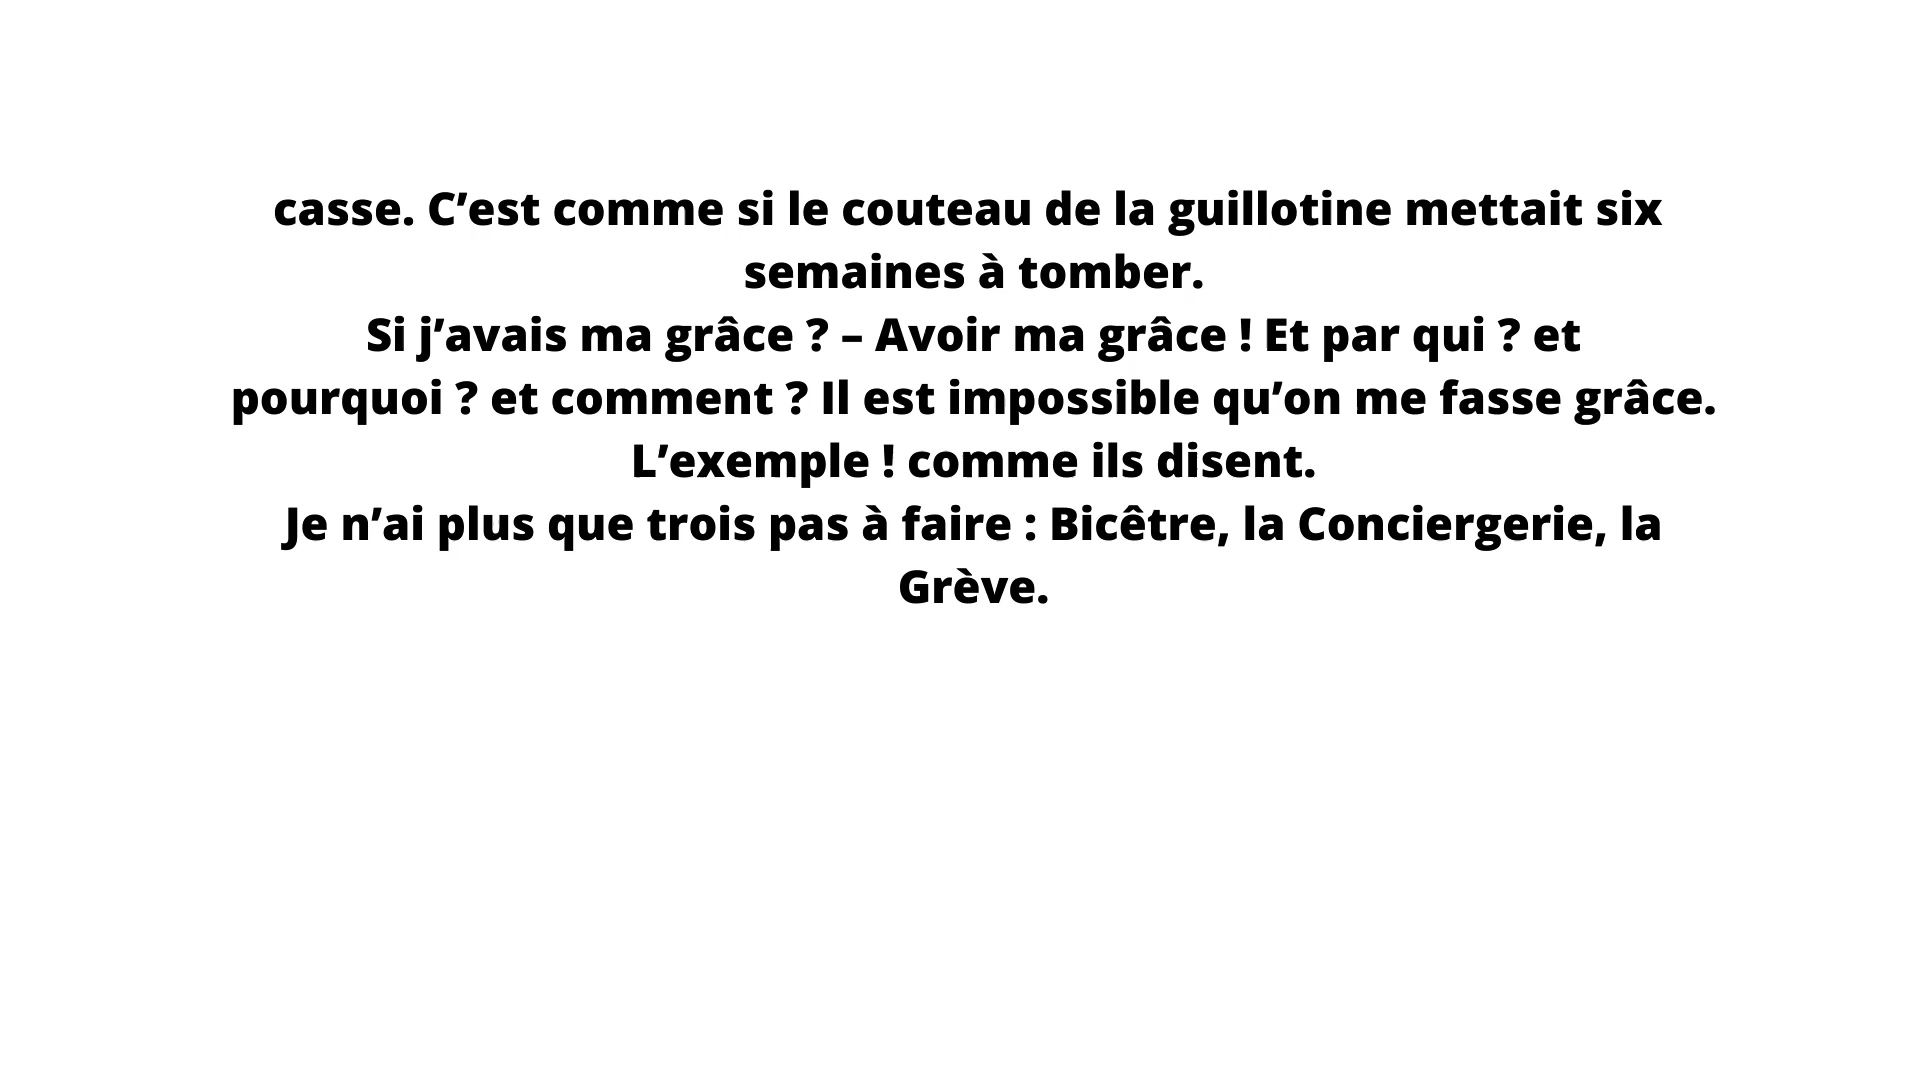 casse. C’est comme si le couteau de la guillotine mettait six
semaines à tomber.
Si j’avais ma grâce ? – Avoir ma grâce ! Et par qui ? et
pourquoi ? et comment ? Il est impossible qu’on me fasse grâce.
L’exemple ! comme ils disent.
Je n’ai plus que trois pas à faire : Bicêtre, la Conciergerie, la
Grève.